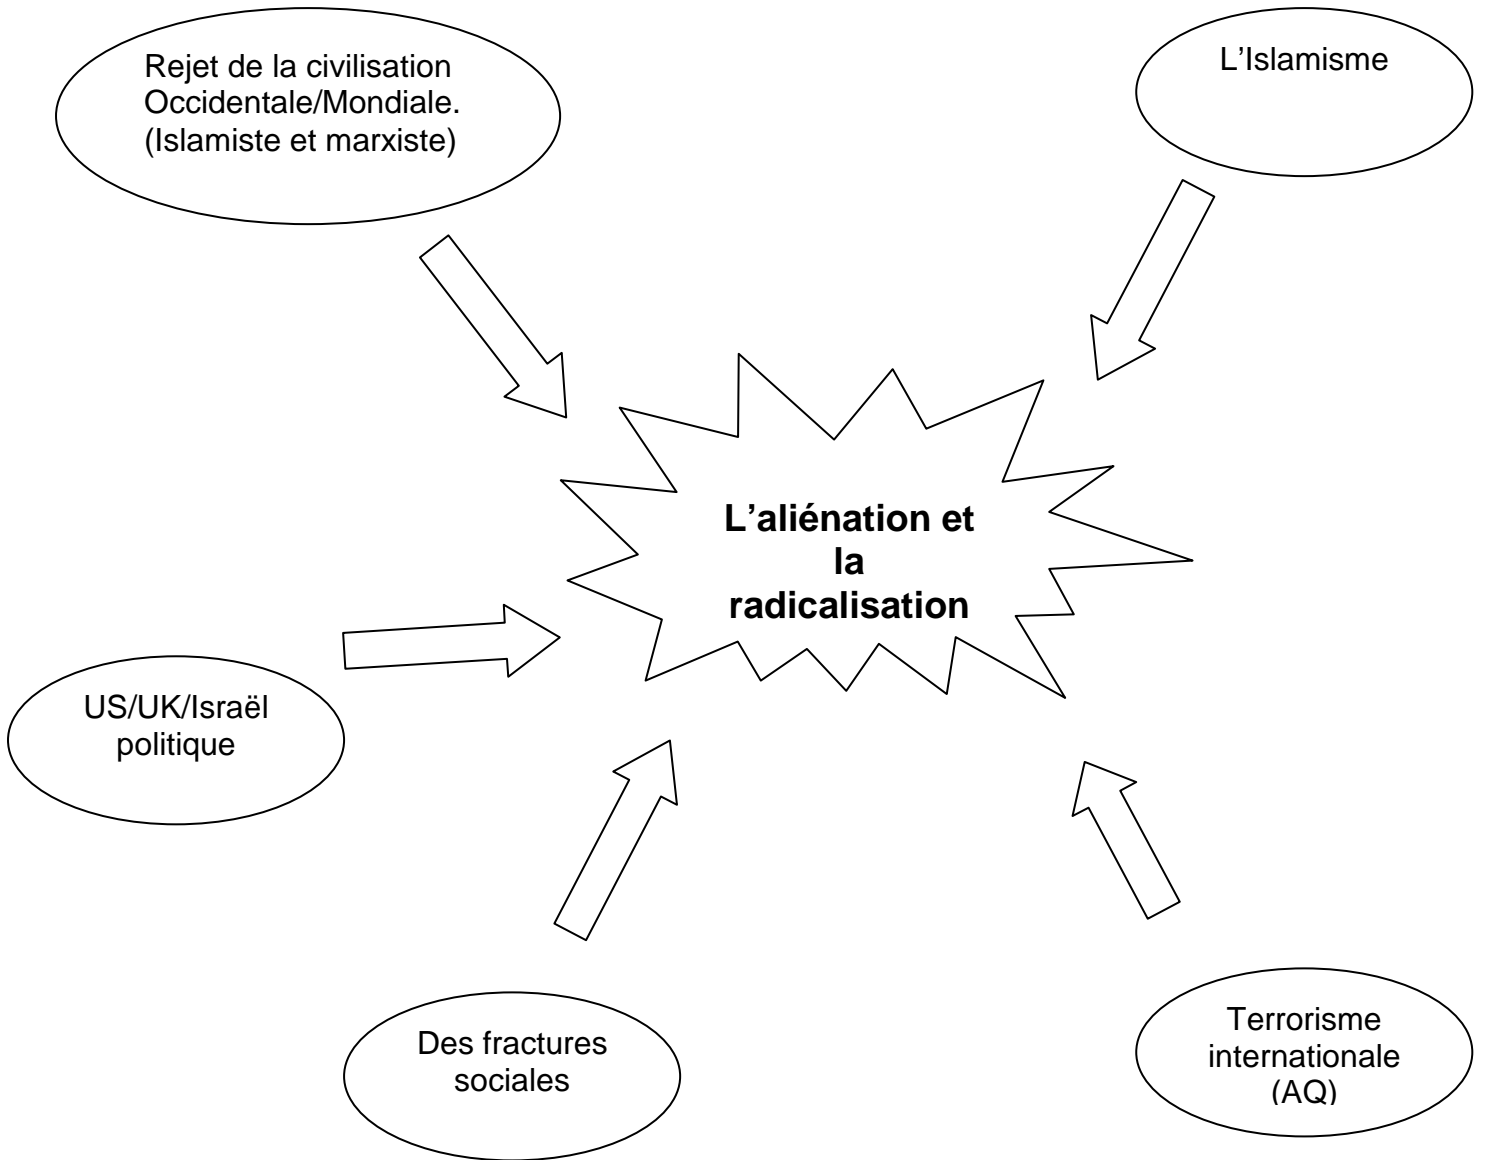 Rejet de la civilisation
Occidentale/Mondiale.
(Islamiste et marxiste)
L’Islamisme
L’aliénation et
la
radicalisation
US/UK/Israël
politique
Des fractures
sociales
Terrorisme
internationale
(AQ)